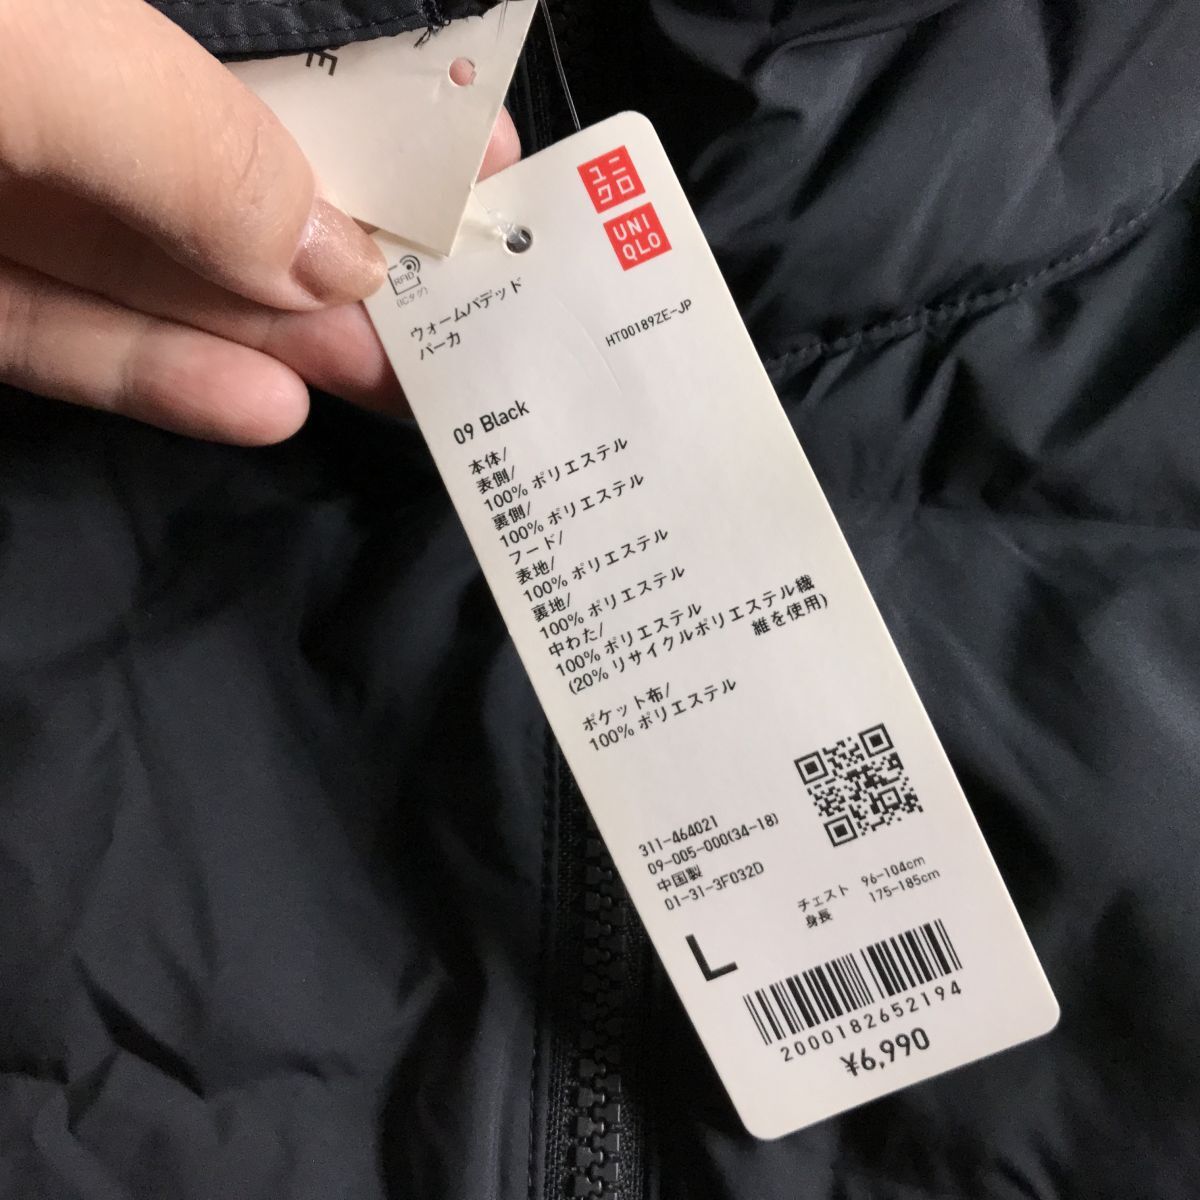 E
ユニ
クロ
UNI
QLO
RFID
(ICタグ)
ウォームパデッド
パーカ
HT00189ZE-JP
09 Black
本体/
表側/
100% ポリエステル
裏側/
100% ポリエステル
フード/
表地/
100% ポリエステル
裏地/
100% ポリエステル
中わた/
100% ポリエステル
(20% リサイクルポリエステル繊
維を使用)
ポケット布/
100% ポリエステル
311-464021
09-005-000(34-18)
中国製
01-31-3F032D
チェスト 96-104cm
身長 175-185cm
L
2000182652194
¥6,990